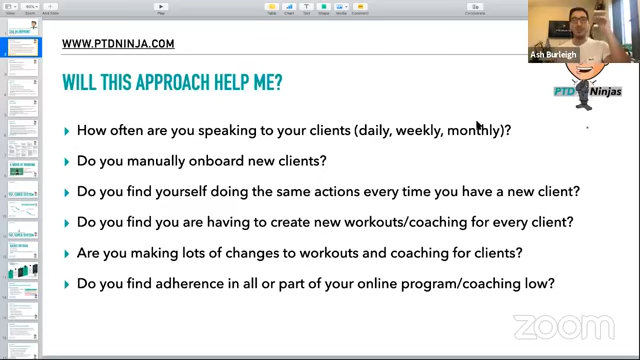 WWW.PTDNINJA.COM
Ash Burleigh
WILL THIS APPROACH HELP ME?
PTD Ninjas
How often are you speaking to your clients (daily, weekly, monthly)?
Do you manually onboard new clients?
Do you find yourself doing the same actions every time you have a new client?
Do you find you are having to create new workouts/coaching for every client?
Are you making lots of changes to workouts and coaching for clients?
Do you find adherence in all or part of your online program/coaching low?
zoom